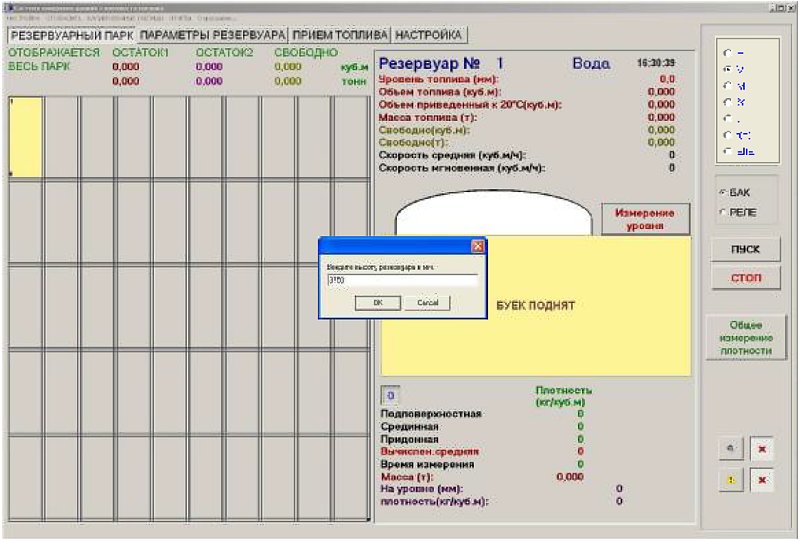 РЕЗЕРВУАРНЫЙ ПАРК ПАРАМЕТРЫ РЕЗЕРВУАРА ПРИЕМ ТОПЛИВА НАСТРОЙКА
ОТОБРАЖАЕТСЯ ОСТАТОК1 ОСТАТОК2 СВОБОДНО
ВЕСЬ ПАРК 0,000 0,000 0,000 куб.м
0,000 0,000 0,000 тонн
Резервуар № 1 Вода 16:30:39
Уровень топлива (мм): 0,0
Объем топлива (куб.м): 0,000
Объем приведенный к 20°C(куб.м): 0,000
Масса топлива (т): 0,000
Свободно(куб.м): 0,000
Свободно(т): 0,000
Скорость средняя (куб.м/ч): 0
Скорость мгновенная (куб.м/ч): 0
Измерение
уровня
Введите высоту резервуара в мм.
OK Cancel
БУЕК ПОДНЯТ
0
Плотность
(кг/куб.м)
Подповерхностная 0
Срединная 0
Придонная 0
Вычислен.средняя 0
Время измерения 0
Масса (т): 0,000
На уровне (мм): 0
плотность(кг/куб.м): 0
БАК
РЕЛЕ
ПУСК
СТОП
Общее
измерение
плотности